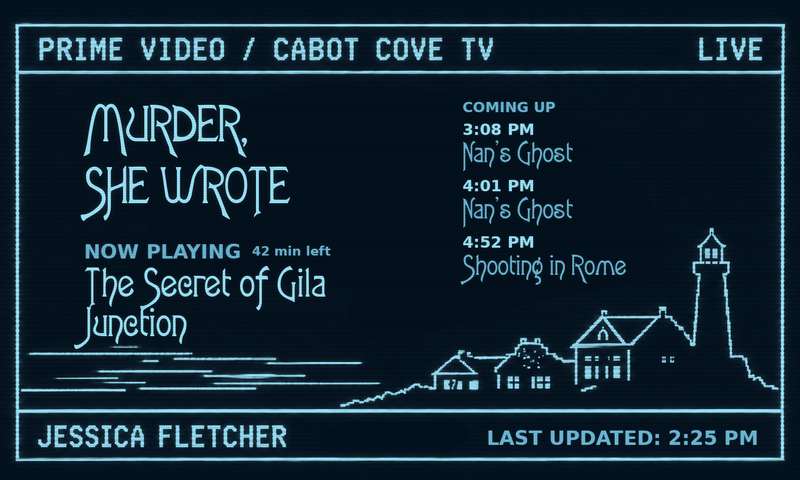 PRIME VIDEO / CABOT COVE TV
LIVE
MURDER,
SHE WROTE
NOW PLAYING 42 min left
The Secret of Gila
Junction
COMING UP
3:08 PM
Nan's Ghost
4:01 PM
Nan's Ghost
4:52 PM
Shooting in Rome
JESSICA FLETCHER
LAST UPDATED: 2:25 PM